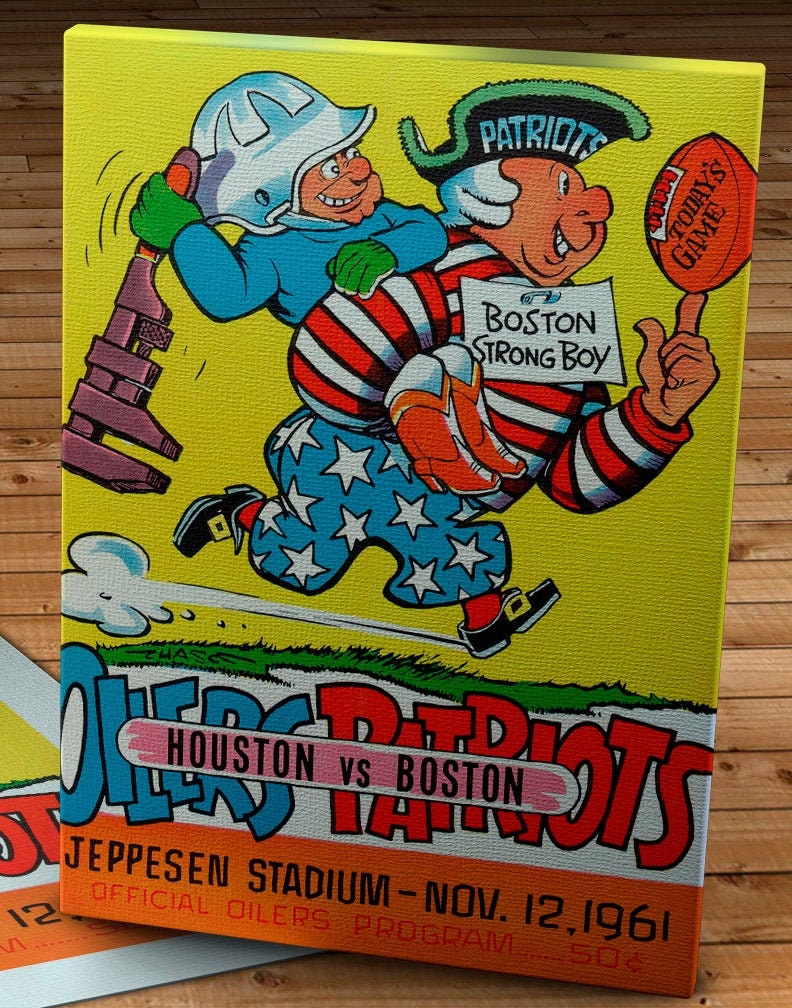 PATRIOTS
TODAY'S
GAME
BOSTON
STRONG BOY
OILERS PATRIOTS
HOUSTON VS BOSTON
JEPPESEN STADIUM - NOV. 12, 1961
OFFICIAL OILERS PROGRAM......50¢